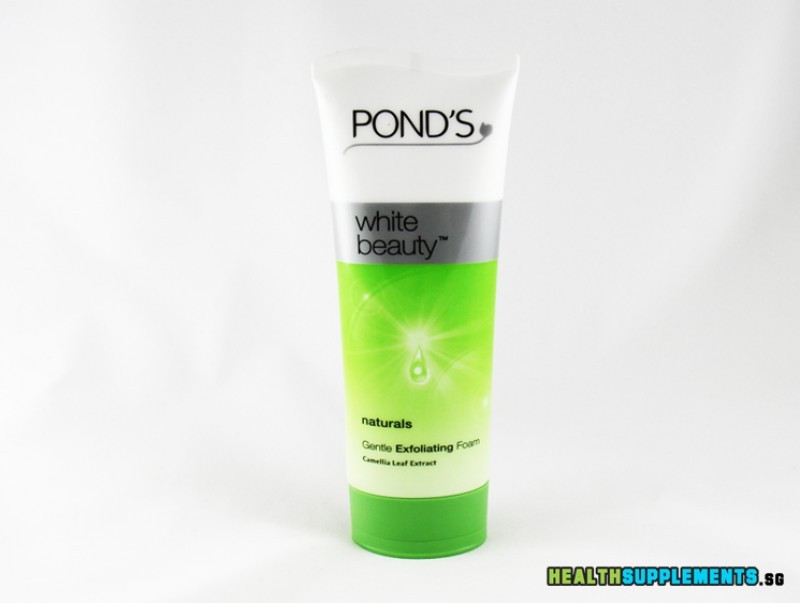 POND'S
white
beauty™
naturals
Gentle Exfoliating Foam
Camellia Leaf Extract
HEALTHSUPPLEMENTS.SG